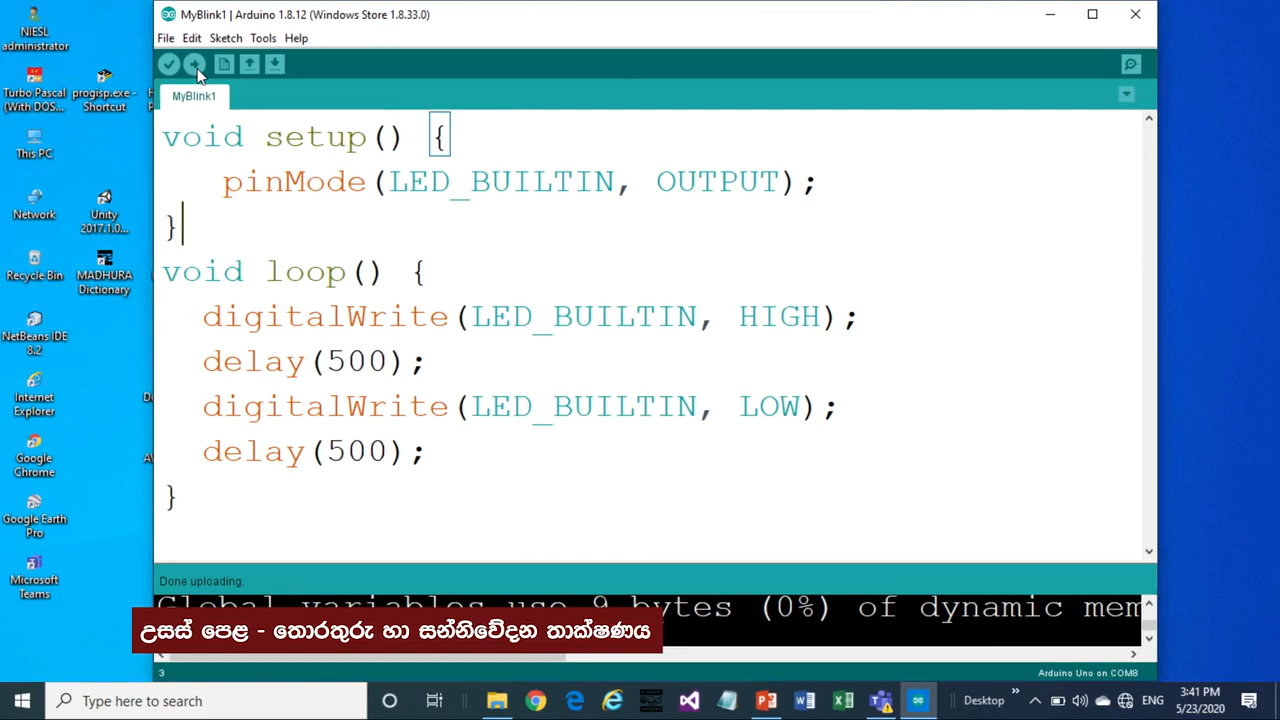 MyBlink1 | Arduino 1.8.12 (Windows Store 1.8.33.0)
File Edit Sketch Tools Help
MyBlink1
void setup() {
pinMode(LED_BUILTIN, OUTPUT);
}
void loop() {
digitalWrite(LED_BUILTIN, HIGH);
delay(500);
digitalWrite(LED_BUILTIN, LOW);
delay(500);
}
Done uploading.
Global variables use 9 bytes (0%) of dynamic mem
උසස් පෙළ - තොරතුරු හා සන්නිවේදන තාක්ෂණය
3
Arduino Uno on COM8
NIESL
administrator
Turbo Pascal
(With DOS...
progisp.exe -
Shortcut
This PC
Network
Unity
2017.1.0...
Recycle Bin
MADHURA
Dictionary
NetBeans IDE
8.2
Internet
Explorer
Google
Chrome
Google Earth
Pro
Microsoft
Teams
Type here to search
Desktop
ENG
3:41 PM
5/23/2020